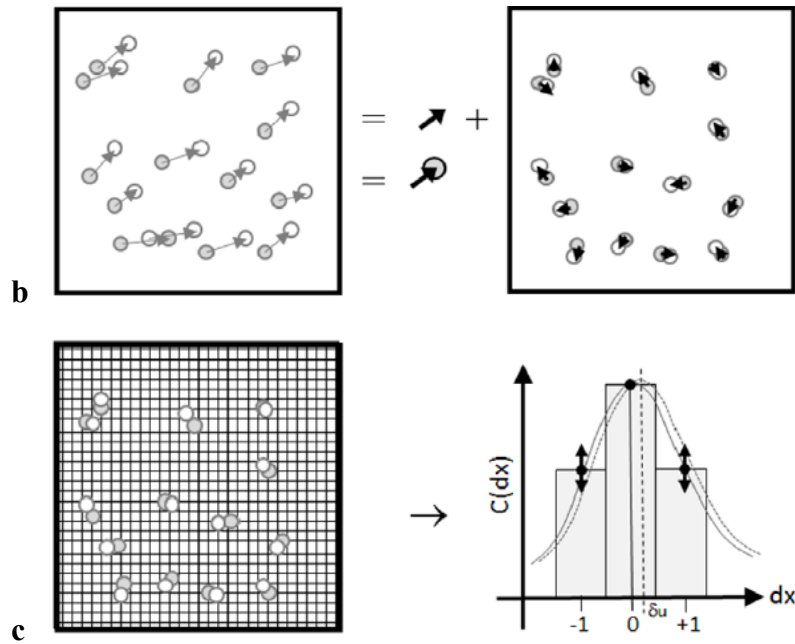 = +
=
b
C(dx)
→
-1 0 δu +1 dx
c